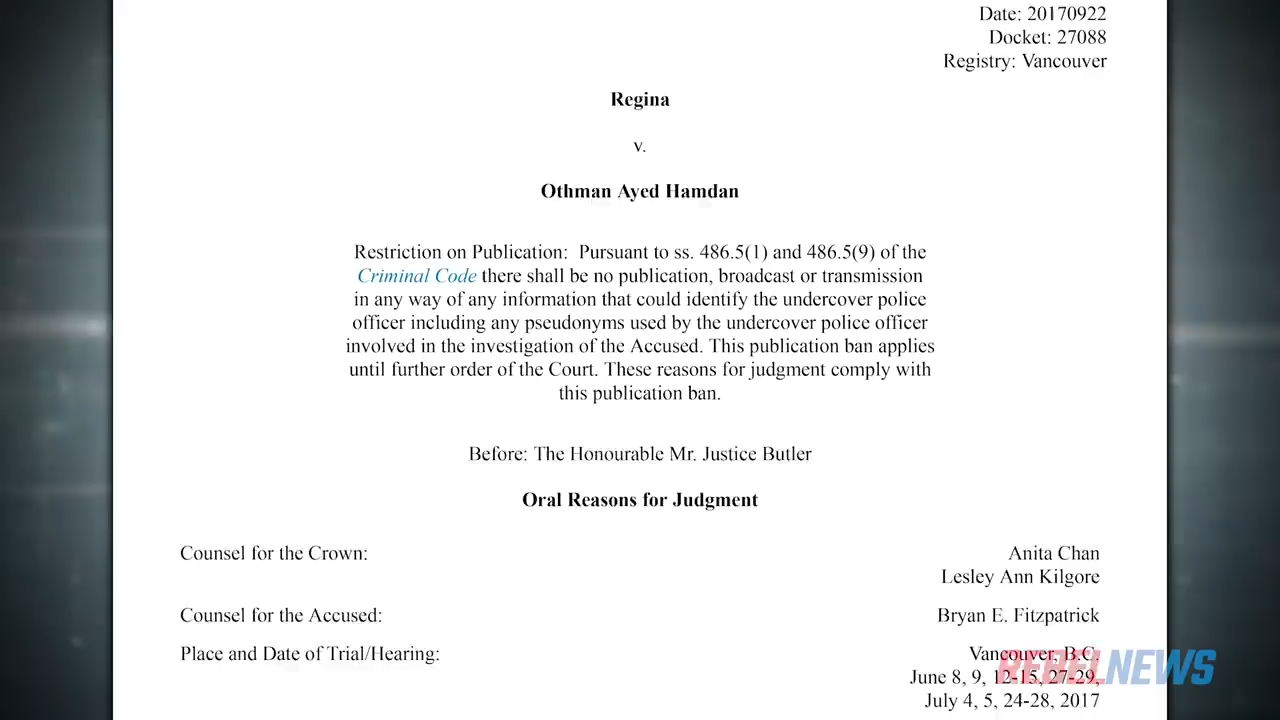 Date: 20170922
Docket: 27088
Registry: Vancouver
Regina
v.
Othman Ayed Hamdan
Restriction on Publication: Pursuant to ss. 486.5(1) and 486.5(9) of the
Criminal Code there shall be no publication, broadcast or transmission
in any way of any information that could identify the undercover police
officer including any pseudonyms used by the undercover police officer
involved in the investigation of the Accused. This publication ban applies
until further order of the Court. These reasons for judgment comply with
this publication ban.
Before: The Honourable Mr. Justice Butler
Oral Reasons for Judgment
Counsel for the Crown: Anita Chan
Lesley Ann Kilgore
Counsel for the Accused: Bryan E. Fitzpatrick
Place and Date of Trial/Hearing: Vancouver, B.C.
June 8, 9, 12-15, 27-29,
July 4, 5, 24-28, 2017
REBELNEWS